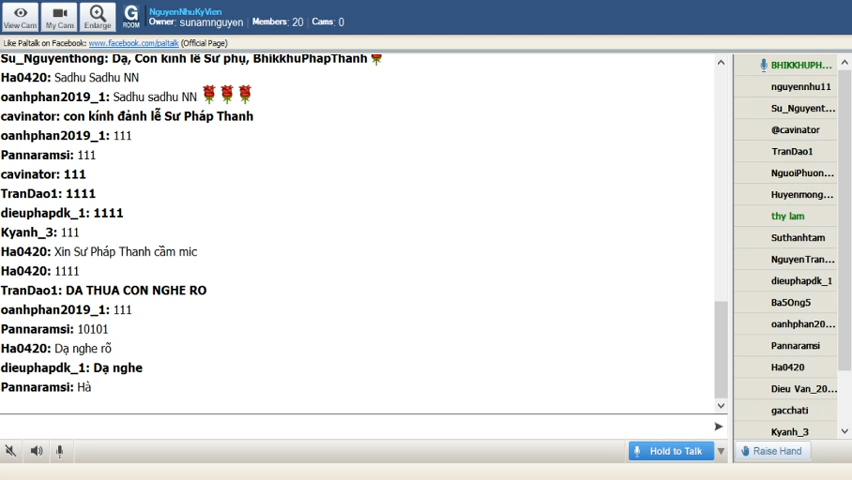 View Cam
My Cam
Enlarge
G
ROOM
NguyenNhuKyVien
Owner: sunamnguyen Members: 20 Cams: 0
Like Paltalk on Facebook: www.facebook.com/paltalk (Official Page)
Su_Nguyenthong: Dạ, Con kính lễ Sư phụ, BhikkhuPhapThanh
Ha0420: Sadhu Sadhu NN
oanhphan2019_1: Sadhu sadhu NN
cavinator: con kính đảnh lễ Sư Pháp Thanh
oanhphan2019_1: 111
Pannaramsi: 111
cavinator: 111
TranDao1: 1111
dieuphapdk_1: 1111
Kyanh_3: 111
Ha0420: Xin Sư Pháp Thanh cầm mic
Ha0420: 1111
TranDao1: DA THUA CON NGHE RO
oanhphan2019_1: 111
Pannaramsi: 10101
Ha0420: Dạ nghe rõ
dieuphapdk_1: Dạ nghe
Pannaramsi: Hà
Hold to Talk
BHIKKHUPH...
nguyennhu11
Su_Nguyent...
@cavinator
TranDao1
NguoiPhuon...
Huyenmong...
thy lam
Suthanhtam
NguyenTran...
dieuphapdk_1
Ba5Ong5
oanhphan20...
Pannaramsi
Ha0420
Dieu Van_20...
gacchati
Kyanh_3
Raise Hand